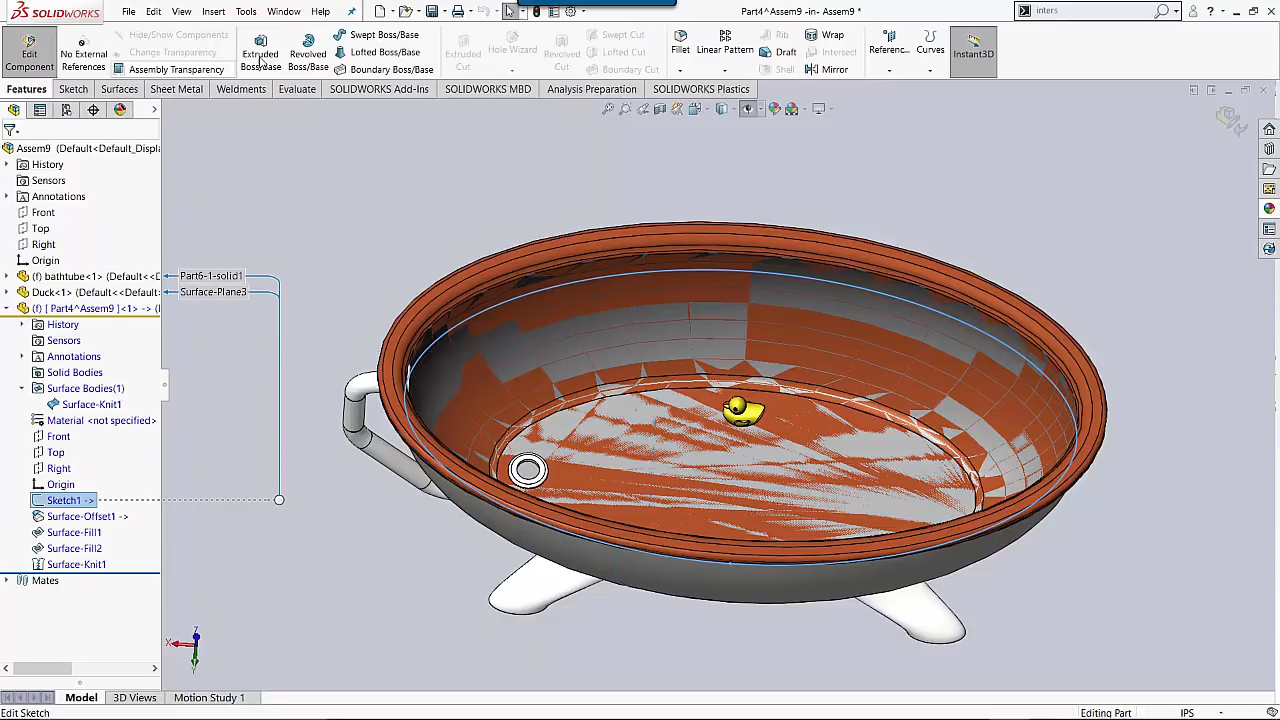 SOLIDWORKS File Edit View Insert Tools Window Help Part4^Assem9 -in- Assem9 * inters
Edit Component
No External References
Hide/Show Components
Change Transparency
Assembly Transparency
Extruded Boss/Base
Revolved Boss/Base
Swept Boss/Base
Lofted Boss/Base
Boundary Boss/Base
Extruded Cut
Hole Wizard
Revolved Cut
Swept Cut
Lofted Cut
Boundary Cut
Fillet
Linear Pattern
Rib
Draft
Shell
Wrap
Intersect
Mirror
Referenc...
Curves
Instant3D
Features Sketch Surfaces Sheet Metal Weldments Evaluate SOLIDWORKS Add-Ins SOLIDWORKS MBD Analysis Preparation SOLIDWORKS Plastics
Assem9 (Default<Default_Displa
History
Sensors
Annotations
Front
Top
Right
Origin
(f) bathtube<1> (Default<<D
Duck<1> (Default<<Default:
(f) [ Part4^Assem9 ]<1> -> (
History
Sensors
Annotations
Solid Bodies
Surface Bodies(1)
Surface-Knit1
Material <not specified>
Front
Top
Right
Origin
Sketch1 ->
Surface-Offset1 ->
Surface-Fill1
Surface-Fill2
Surface-Knit1
Mates
Part6-1-solid1
Surface-Plane3
Z
X
Model 3D Views Motion Study 1
Edit Sketch Editing Part IPS